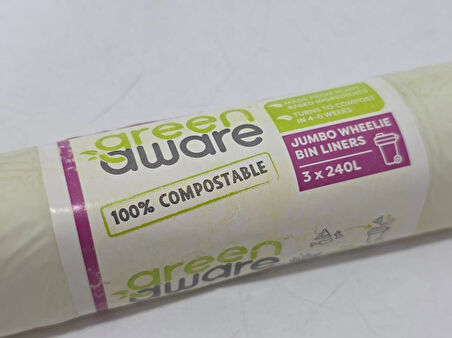 green
aware
100% COMPOSTABLE
MADE FROM PLANT
BASED INGREDIENTS
TURNS TO COMPOST
IN 4-6 WEEKS
JUMBO WHEELIE
BIN LINERS
3 x 240L
green
aware